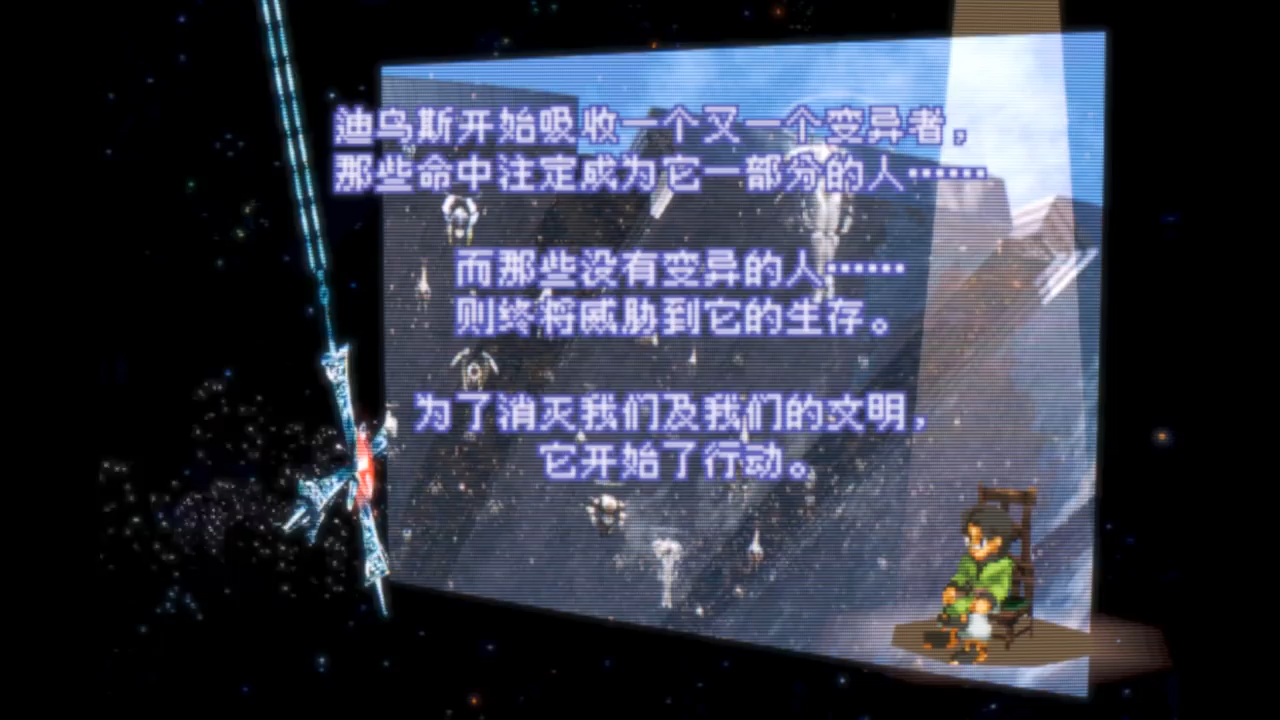 迪乌斯开始吸收一个又一个变异者，
那些命中注定成为它一部分的人……
而那些没有变异的人……
则终将威胁到它的生存。
为了消灭我们及我们的文明，
它开始了行动。